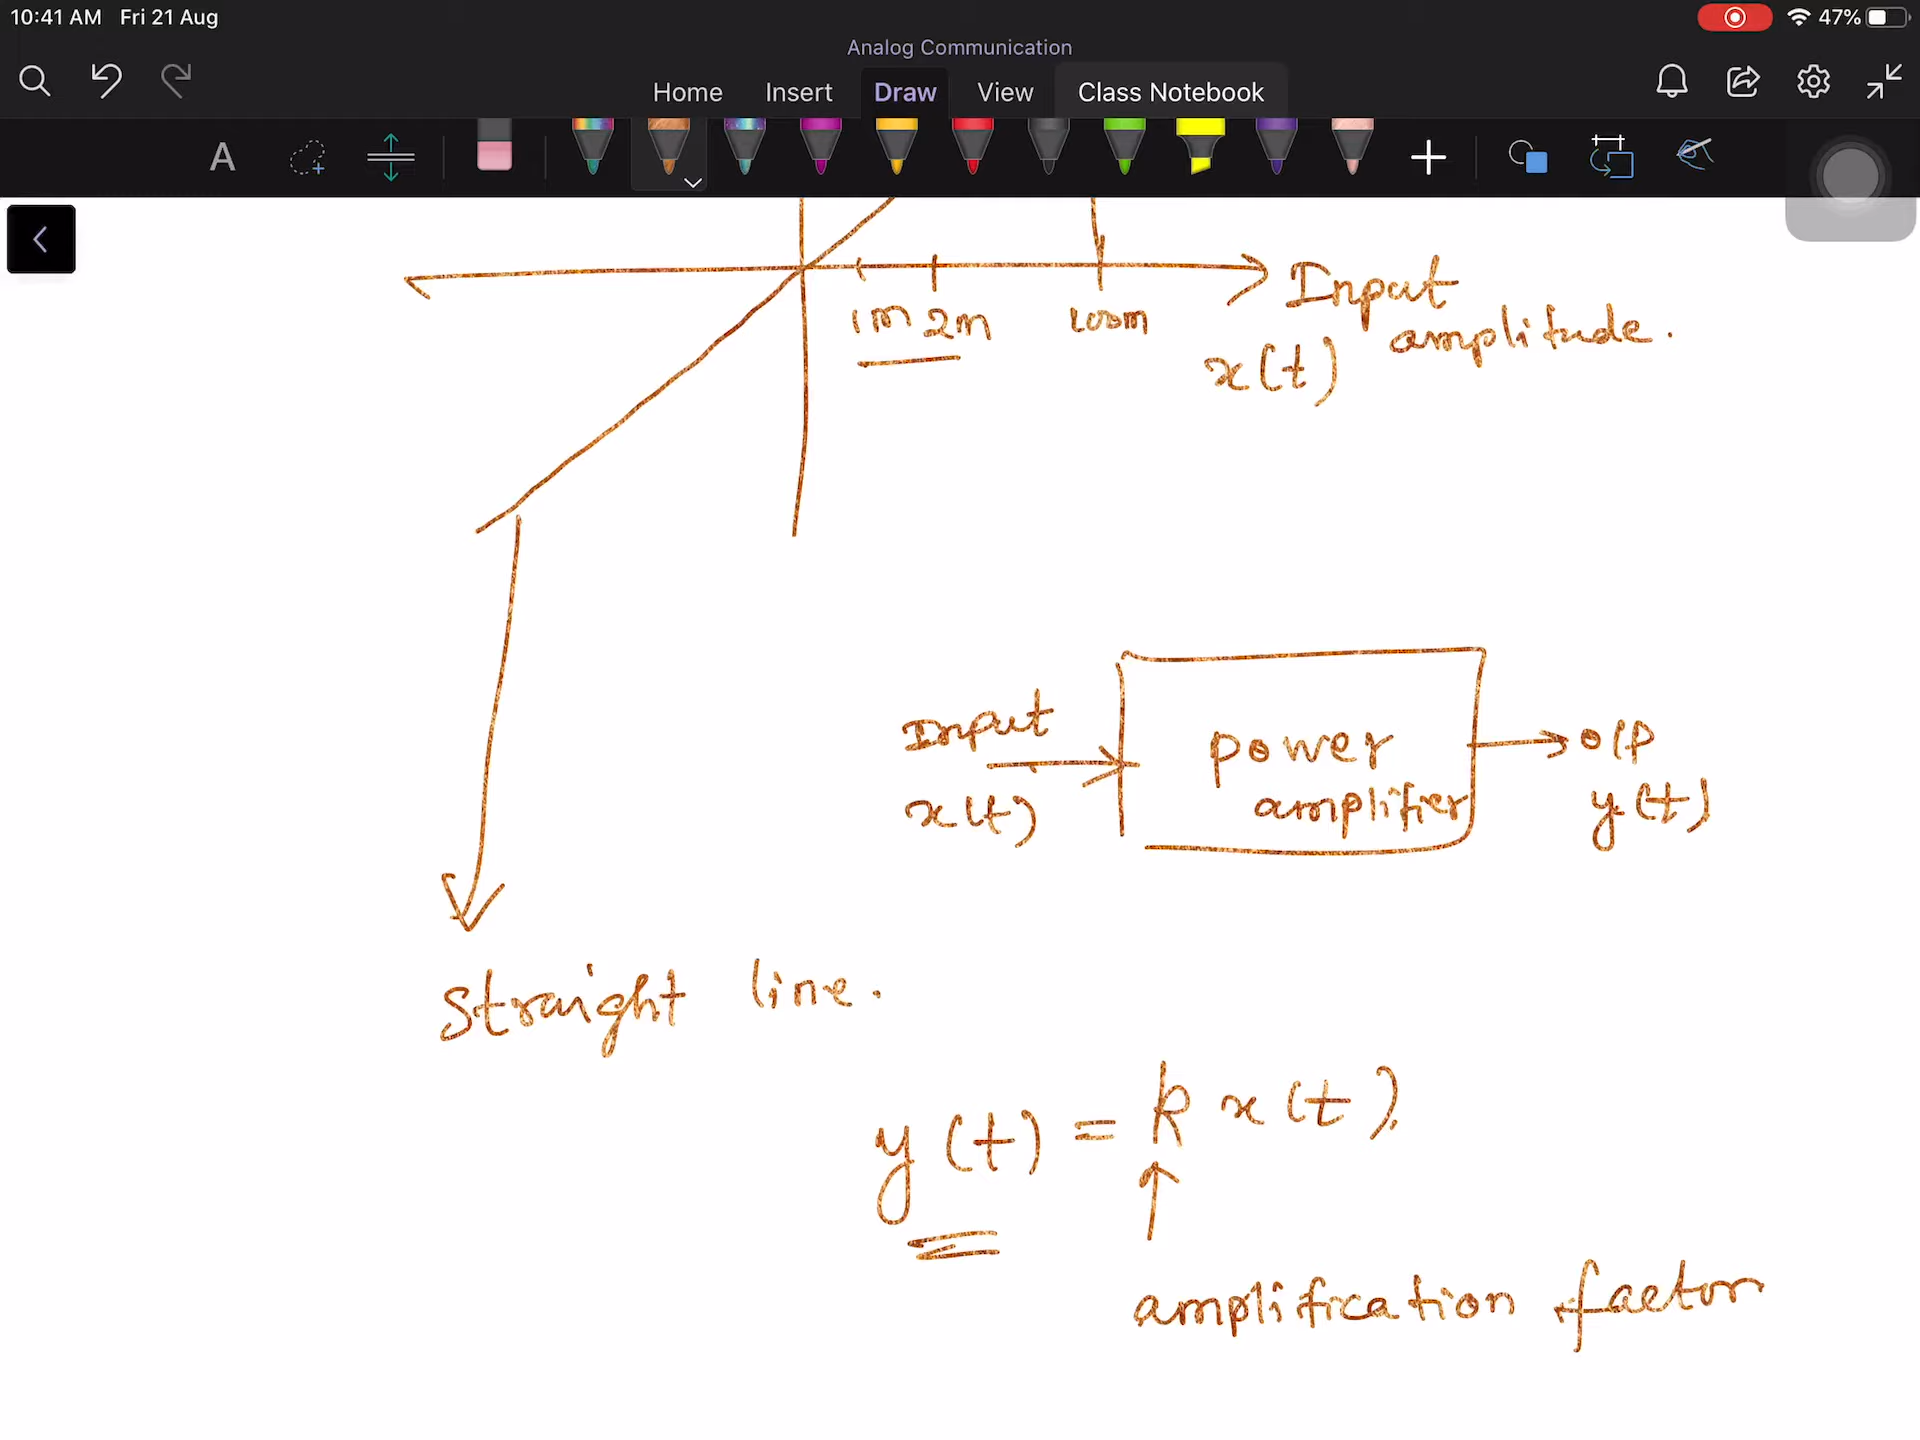 10:41 AM Fri 21 Aug
47%
Analog Communication
Home Insert Draw View Class Notebook
A
1m 2m 100m
Input
amplitude.
x(t)
Input
x(t)
power
amplifier
o/p
y(t)
straight line.
y(t) = k x(t).
amplification factor